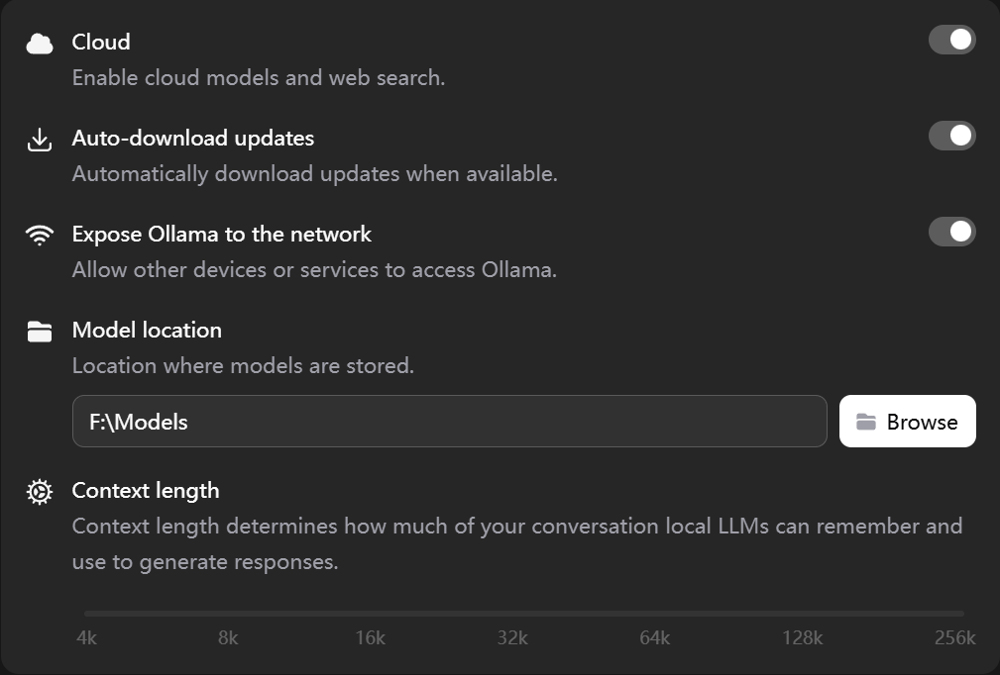 Cloud
Enable cloud models and web search.
Auto-download updates
Automatically download updates when available.
Expose Ollama to the network
Allow other devices or services to access Ollama.
Model location
Location where models are stored.
F:\Models
Browse
Context length
Context length determines how much of your conversation local LLMs can remember and
use to generate responses.
4k 8k 16k 32k 64k 128k 256k